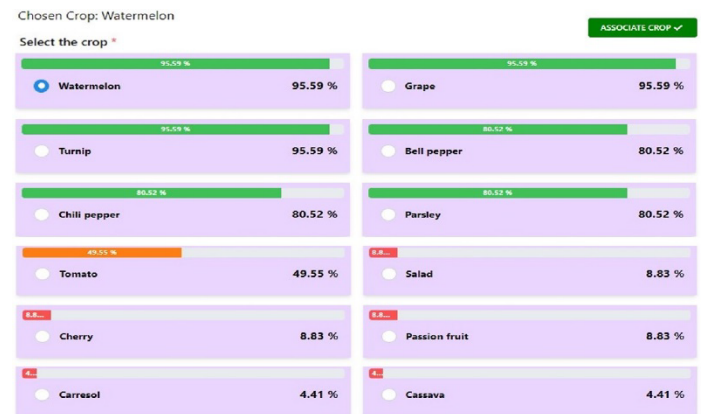 Chosen Crop: Watermelon
ASSOCIATE CROP ✓
Select the crop *
95.59 %
Watermelon 95.59 %
95.59 %
Grape 95.59 %
95.59 %
Turnip 95.59 %
80.52 %
Bell pepper 80.52 %
80.52 %
Chili pepper 80.52 %
80.52 %
Parsley 80.52 %
49.55 %
Tomato 49.55 %
8.8...
Salad 8.83 %
8.8...
Cherry 8.83 %
8.8...
Passion fruit 8.83 %
4...
Carresol 4.41 %
4...
Cassava 4.41 %